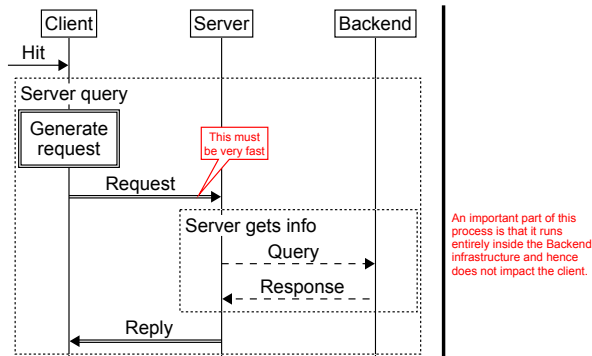 Client
Server
Backend
Hit
Server query
Generate
request
This must
be very fast
Request
Server gets info
Query
Response
Reply
An important part of this
process is that it runs
entirely inside the Backend
infrastructure and hence
does not impact the client.